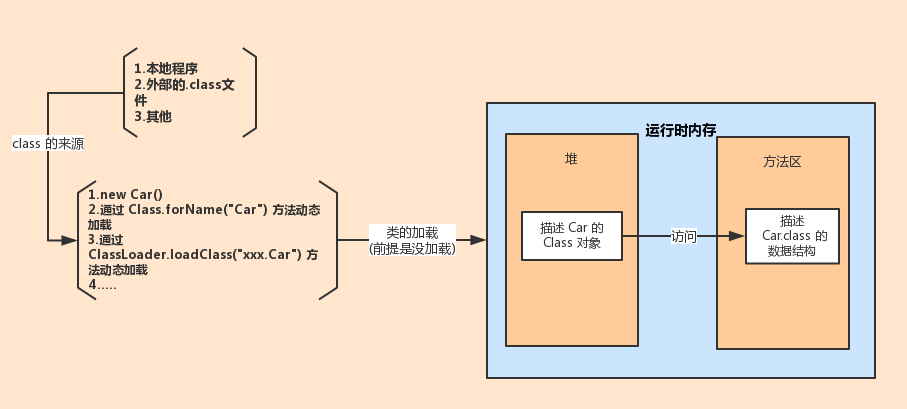 1.本地程序
2.外部的.class文
件
3.其他
class 的来源
1.new Car()
2.通过 Class.forName("Car") 方法动态
加载
3.通过
ClassLoader.loadClass("xxx.Car") 方
法动态加载
4.....
类的加载
(前提是没加载)
运行时内存
堆
描述 Car 的
Class 对象
访问
方法区
描述
Car.class 的
数据结构